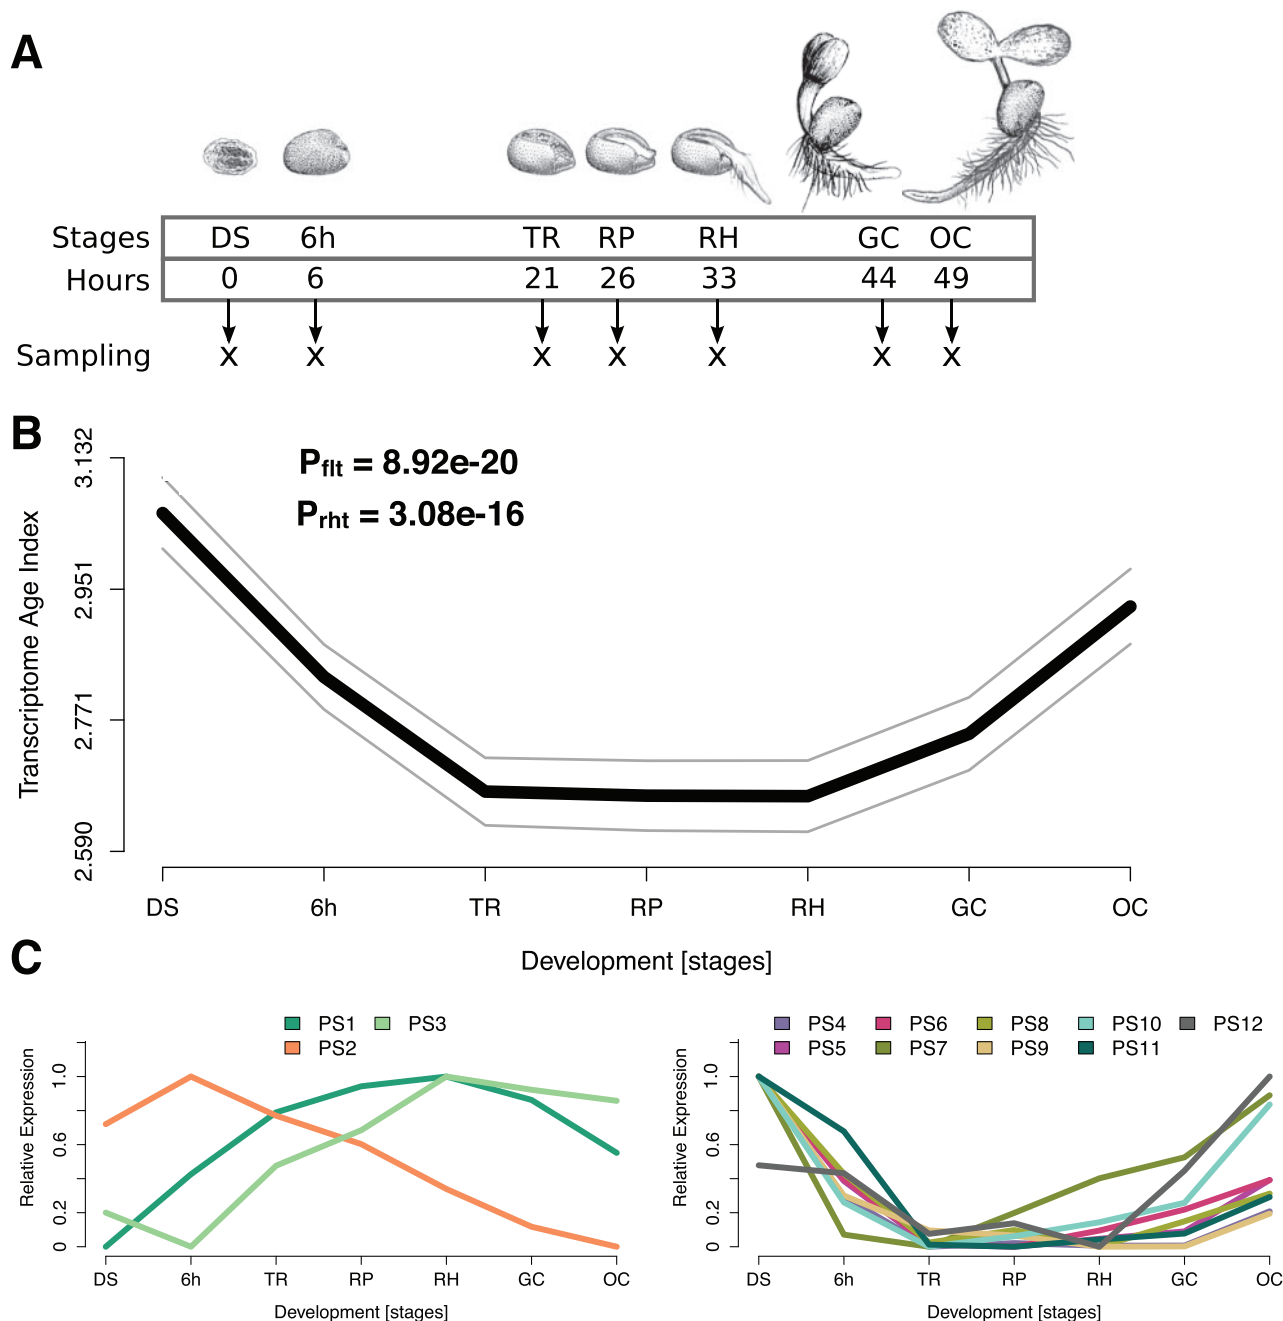 A
Stages DS 6h TR RP RH GC OC
Hours 0 6 21 26 33 44 49
Sampling x x x x x x x
B
Pflt = 8.92e-20
Prht = 3.08e-16
Transcriptome Age Index
3.132
2.951
2.771
2.590
DS 6h TR RP RH GC OC
Development [stages]
C
PS1 PS3
PS2
Relative Expression
1.0
0.6
0.2
0
DS 6h TR RP RH GC OC
Development [stages]
PS4 PS6 PS8 PS10 PS12
PS5 PS7 PS9 PS11
Relative Expression
1.0
0.6
0.2
0
DS 6h TR RP RH GC OC
Development [stages]